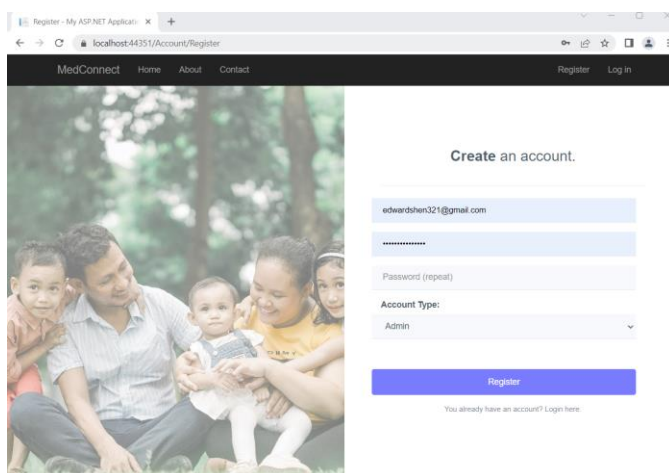 Register - My ASP.NET Applicatio
localhost:44351/Account/Register
MedConnect Home About Contact Register Log in
Create an account.
edwardshen321@gmail.com
•••••••••••••••
Password (repeat)
Account Type:
Admin
Register
You already have an account? Login here.